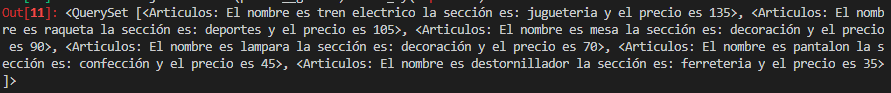 Out[11]: <QuerySet [<Articulos: El nombre es tren electrico la sección es: jugueteria y el precio es 135>, <Articulos: El nomb
re es raqueta la sección es: deportes y el precio es 105>, <Articulos: El nombre es mesa la sección es: decoración y el precio
 es 90>, <Articulos: El nombre es lampara la sección es: decoración y el precio es 70>, <Articulos: El nombre es pantalon la s
ección es: confección y el precio es 45>, <Articulos: El nombre es destornillador la sección es: ferreteria y el precio es 35>
]>